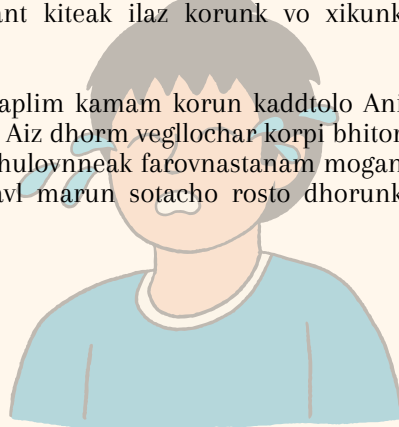 ant kiteak ilaz korunk vo xikunk
aplim kamam korun kaddtolo Ani
Aiz dhorm vegllochar korpi bhitor
hulovnneak farovnastanam mogan
avl marun sotacho rosto dhorunk